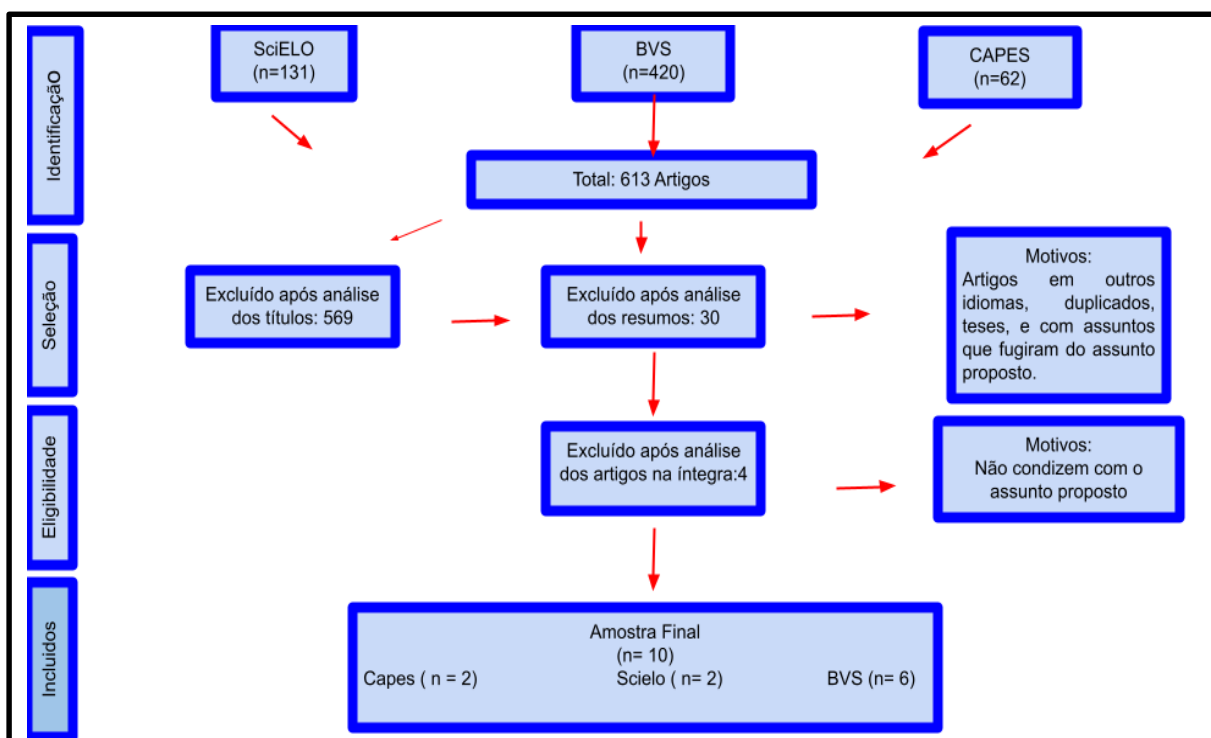 Identificação
SciELO
(n=131)
BVS
(n=420)
CAPES
(n=62)
Total: 613 Artigos
Seleção
Excluído após análise
dos títulos: 569
Excluído após análise
dos resumos: 30
Motivos:
Artigos em outros
idiomas, duplicados,
teses, e com assuntos
que fugiram do assunto
proposto.
Eligibilidade
Excluído após análise
dos artigos na íntegra:4
Motivos:
Não condizem com o
assunto proposto
Incluidos
Amostra Final
(n= 10)
Capes ( n = 2) Scielo ( n= 2) BVS (n= 6)